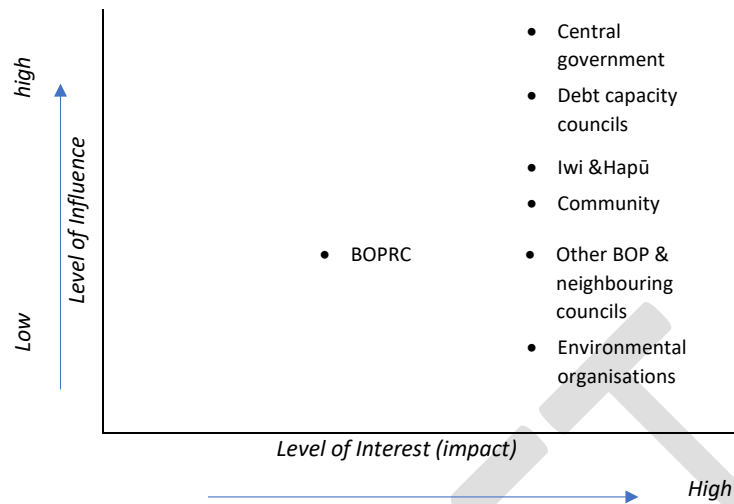 high
Level of Influence
Low
• Central
government
• Debt capacity
councils
• Iwi &Hapū
• Community
• BOPRC
• Other BOP &
neighbouring
councils
• Environmental
organisations
Level of Interest (impact)
High